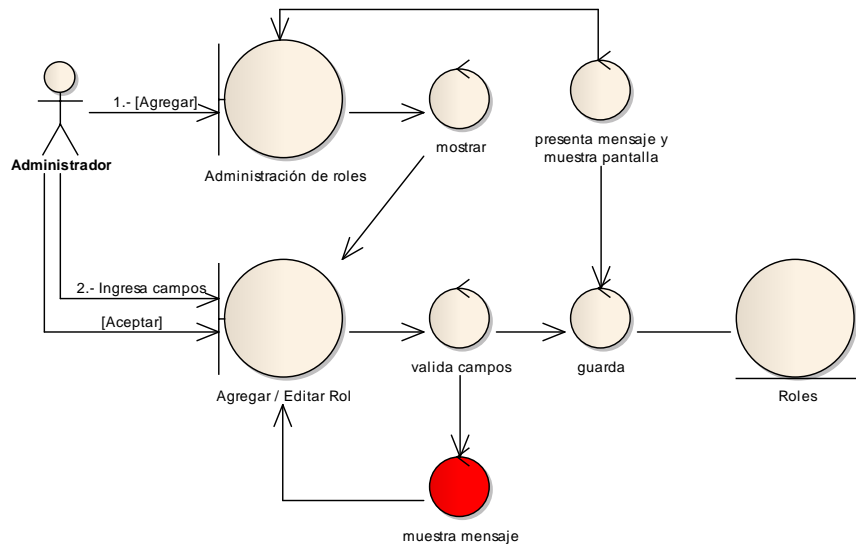 1.- [Agregar]
Administrador
Administración de roles
mostrar
presenta mensaje y
muestra pantalla
2.- Ingresa campos
[Aceptar]
Agregar / Editar Rol
valida campos
guarda
Roles
muestra mensaje